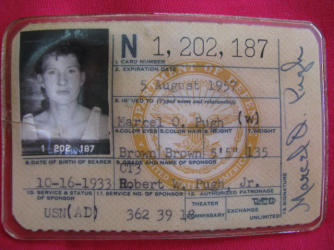 N 1,202,187
1. CARD NUMBER
2. EXPIRATION DATE
5 August 1957
3. ISSUED TO (Typed name and relationship)
Marcel O. Pugh (W)
4. COLOR EYES 5. COLOR HAIR 6. HEIGHT 7. WEIGHT
Brown Brown 5'5" 135
1 202 187
8. DATE OF BIRTH OF BEARER
9. GRADE AND NAME OF SPONSOR
CT3
10-16-1933 Robert W. Pugh, Jr.
10. SERVICE & STATUS OF SPONSOR
11. SERVICE NO. OF SPONSOR
12. AUTHORIZED PATRONAGE
USN(AD) 362 39 18
THEATER
COMMISSARY
EXCHANGE
UNLIMITED
13. SIGNATURE
Marcel O. Pugh